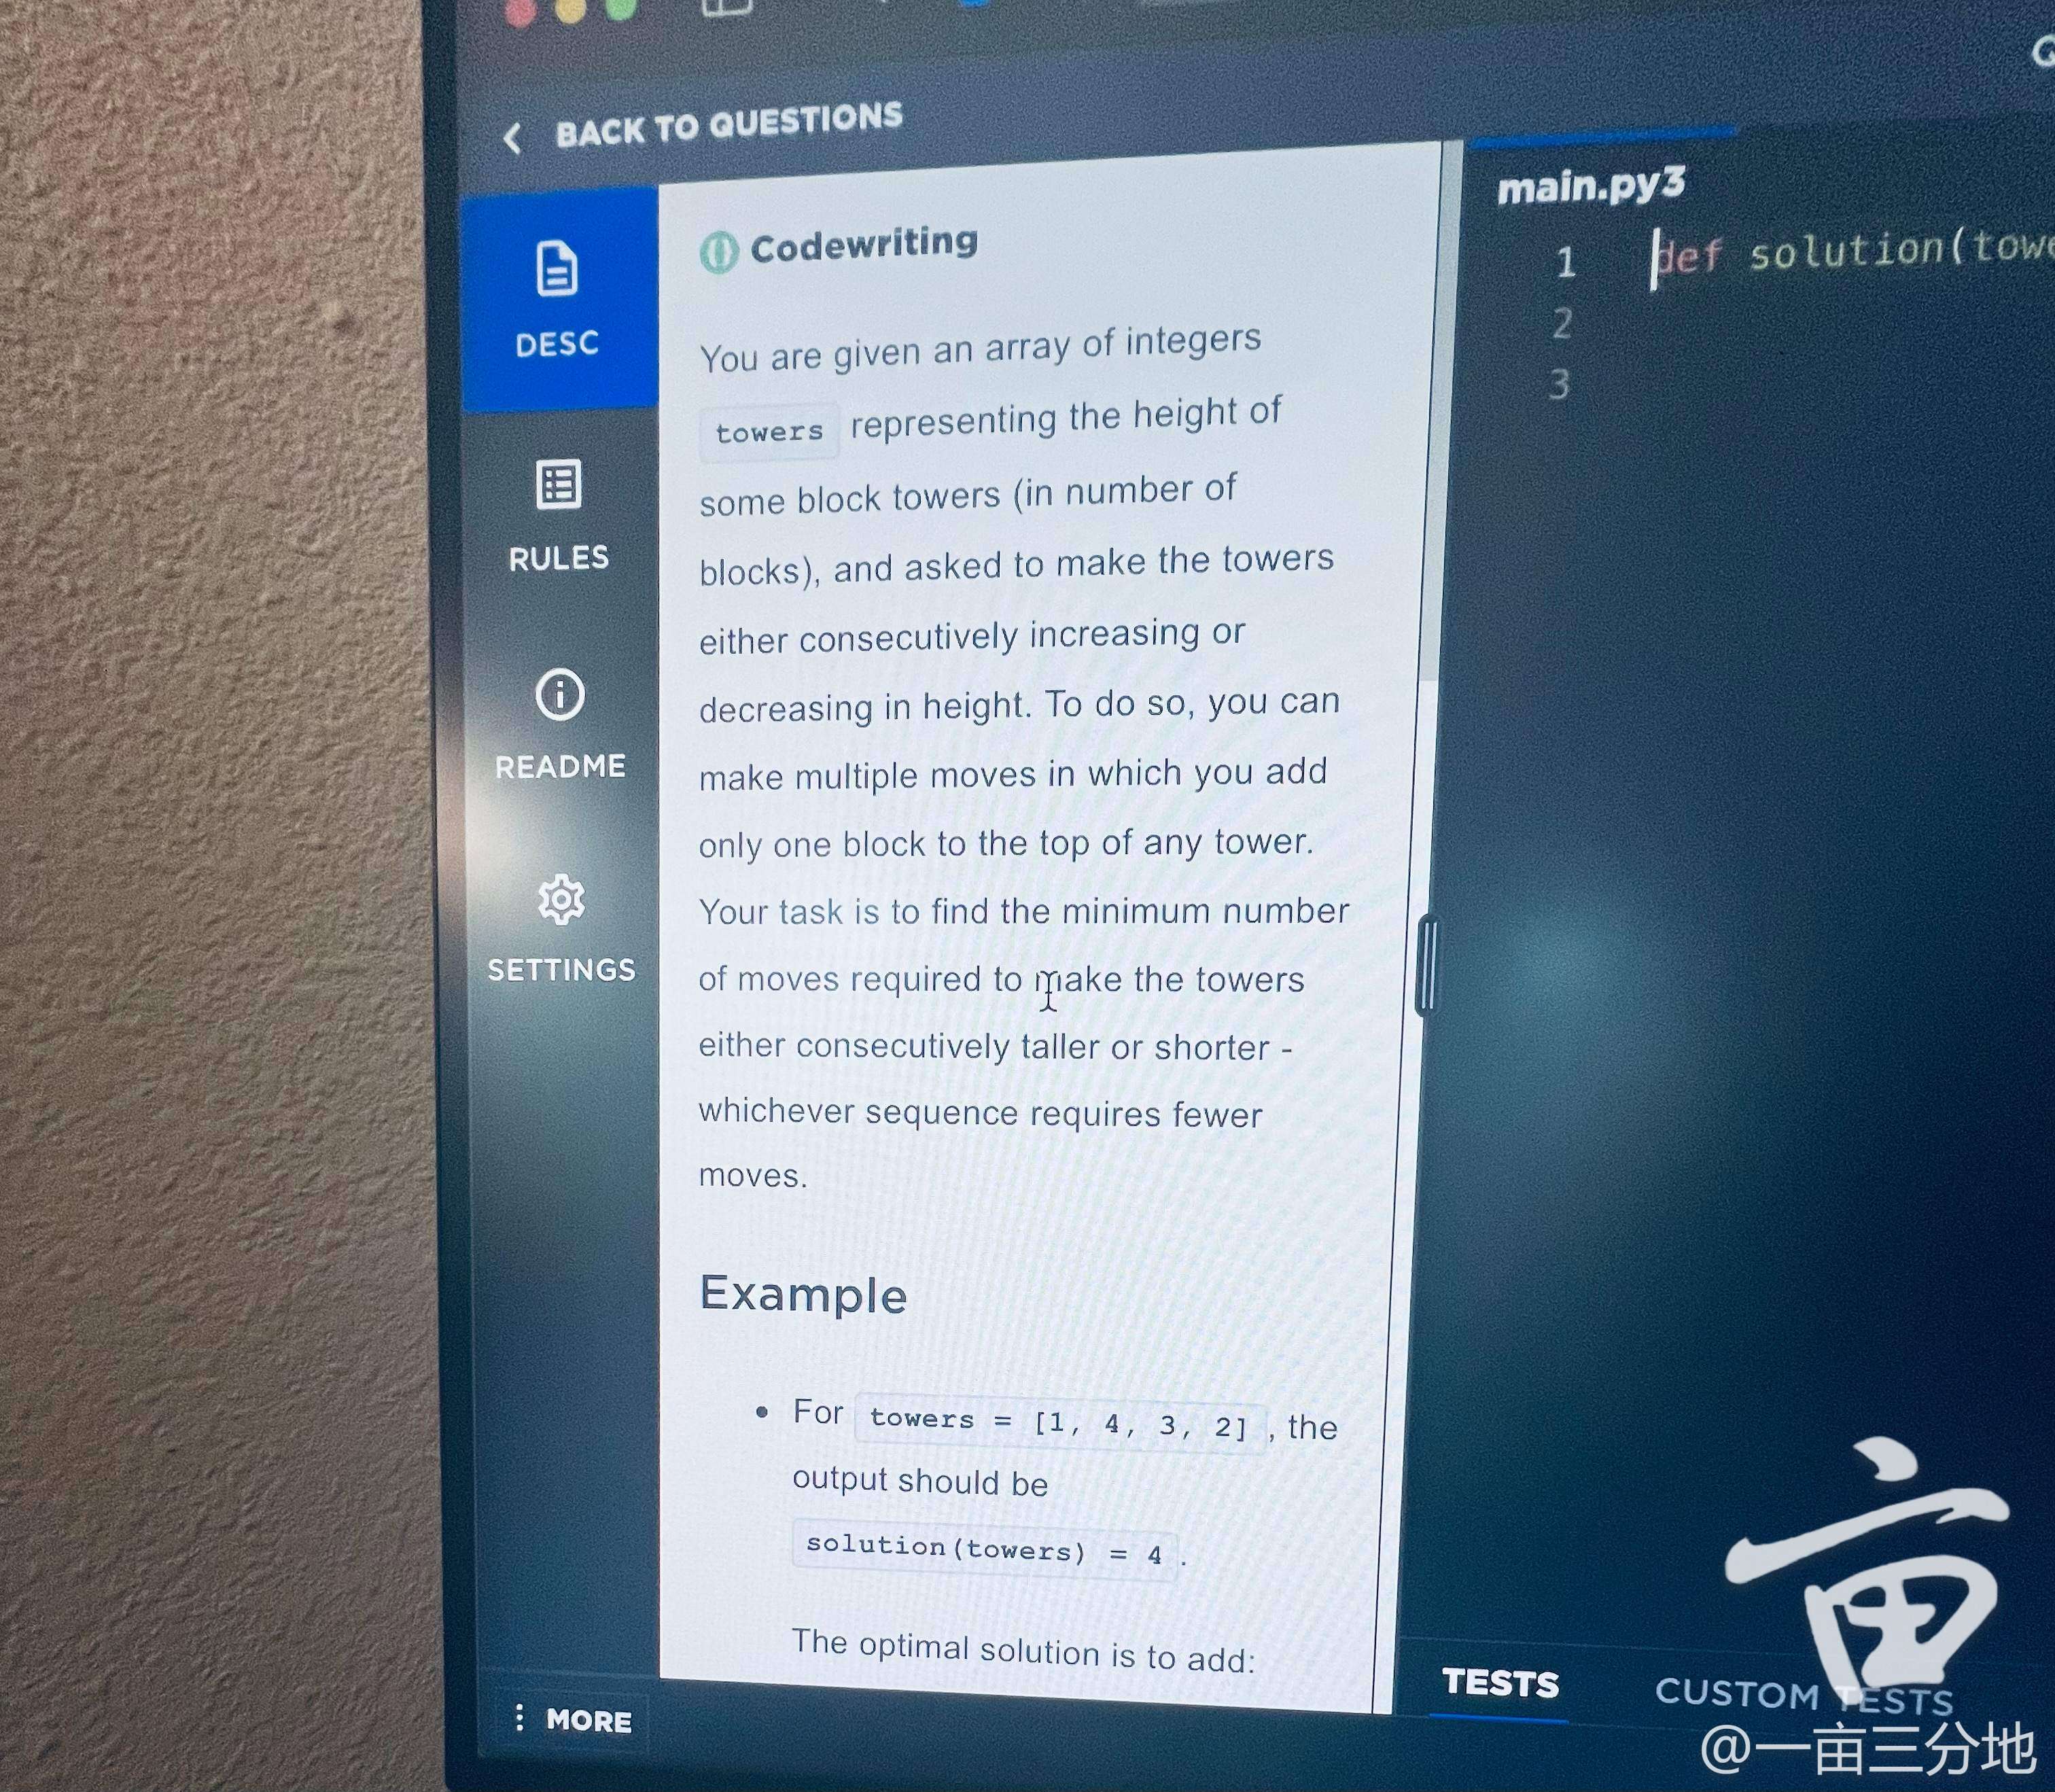 BACK TO QUESTIONS
DESC
RULES
README
SETTINGS
MORE
Codewriting
You are given an array of integers
towers representing the height of
some block towers (in number of
blocks), and asked to make the towers
either consecutively increasing or
decreasing in height. To do so, you can
make multiple moves in which you add
only one block to the top of any tower.
Your task is to find the minimum number
of moves required to make the towers
either consecutively taller or shorter -
whichever sequence requires fewer
moves.
Example
• For towers = [1, 4, 3, 2] , the
output should be
solution(towers) = 4 .
The optimal solution is to add:
main.py3
1 def solution(towe
2
3
TESTS CUSTOM TESTS
亩
@一亩三分地